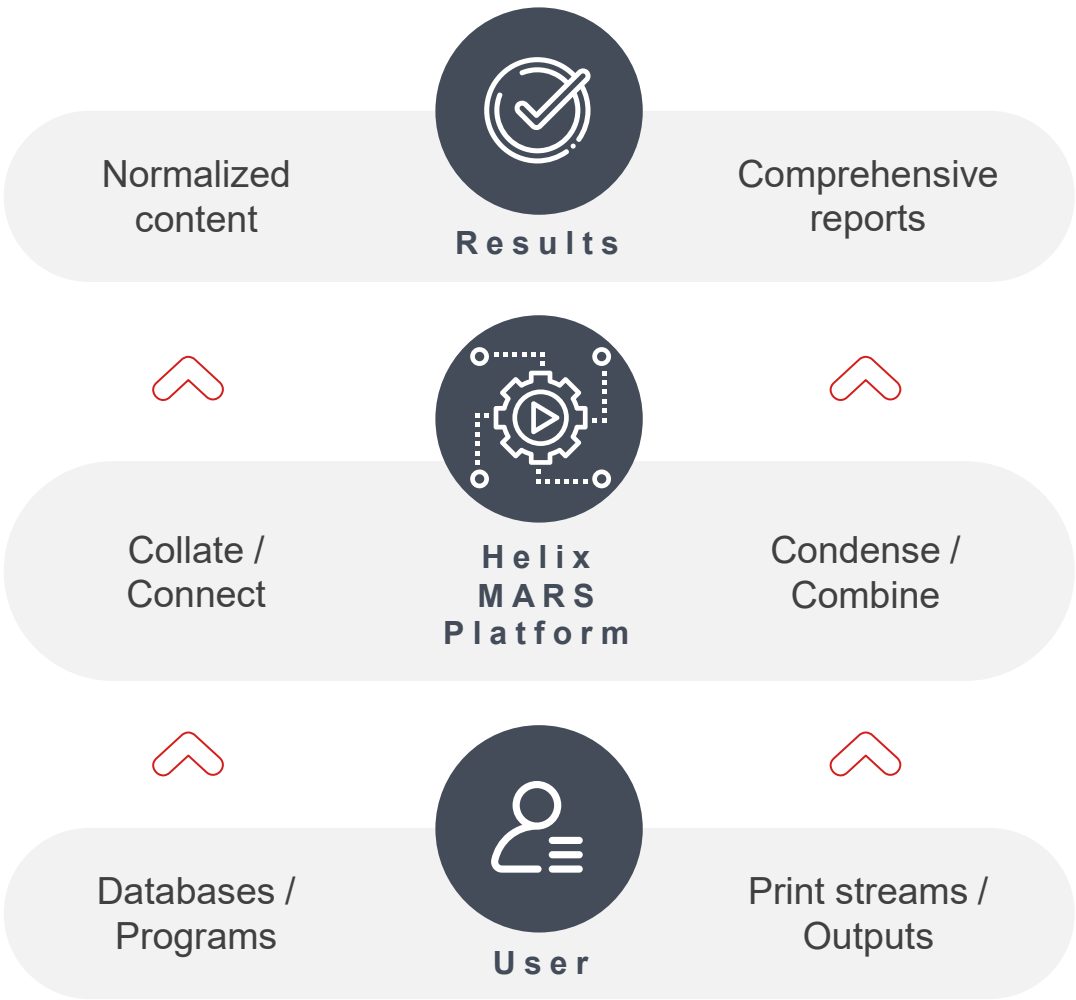 Normalized
content
Results
Comprehensive
reports
Collate /
Connect
Helix
MARS
Platform
Condense /
Combine
Databases /
Programs
User
Print streams /
Outputs